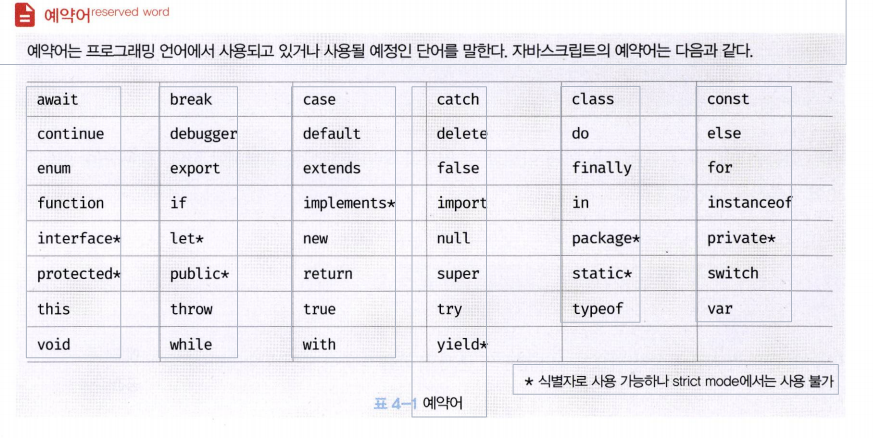 예약어reserved word
예약어는 프로그래밍 언어에서 사용되고 있거나 사용될 예정인 단어를 말한다. 자바스크립트의 예약어는 다음과 같다.
await break case catch class const
continue debugger default delete do else
enum export extends false finally for
function if implements* import in instanceof
interface* let* new null package* private*
protected* public* return super static* switch
this throw true try typeof var
void while with yield*
* 식별자로 사용 가능하나 strict mode에서는 사용 불가
표 4-1 예약어